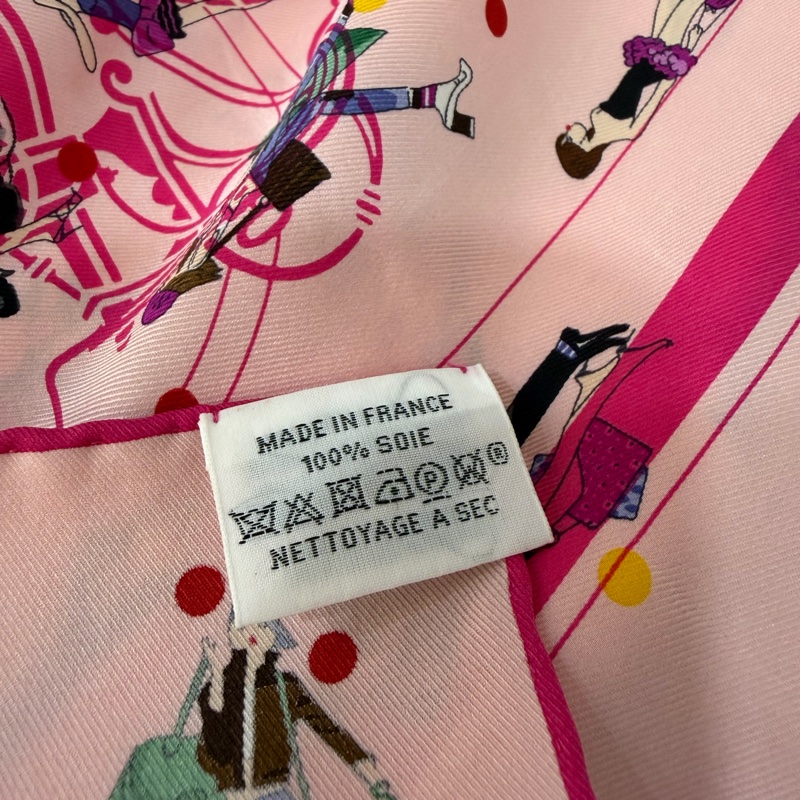 MADE IN FRANCE
100% SOIE
P W ®
NETTOYAGE A SEC